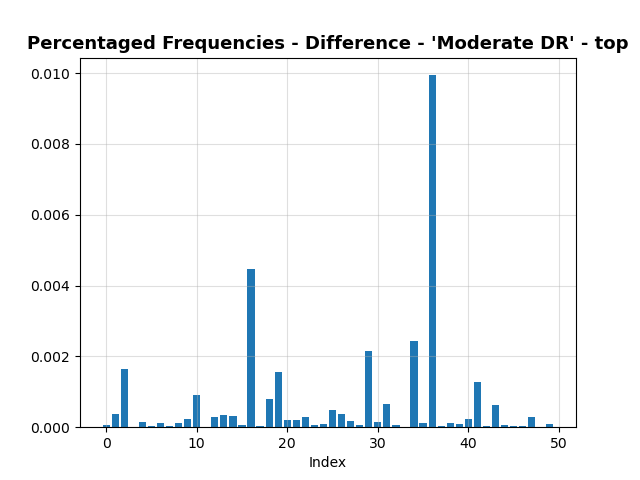 Percentaged Frequencies - Difference - 'Moderate DR' - top
0.010
0.008
0.006
0.004
0.002
0.000
0 10 20 30 40 50
Index